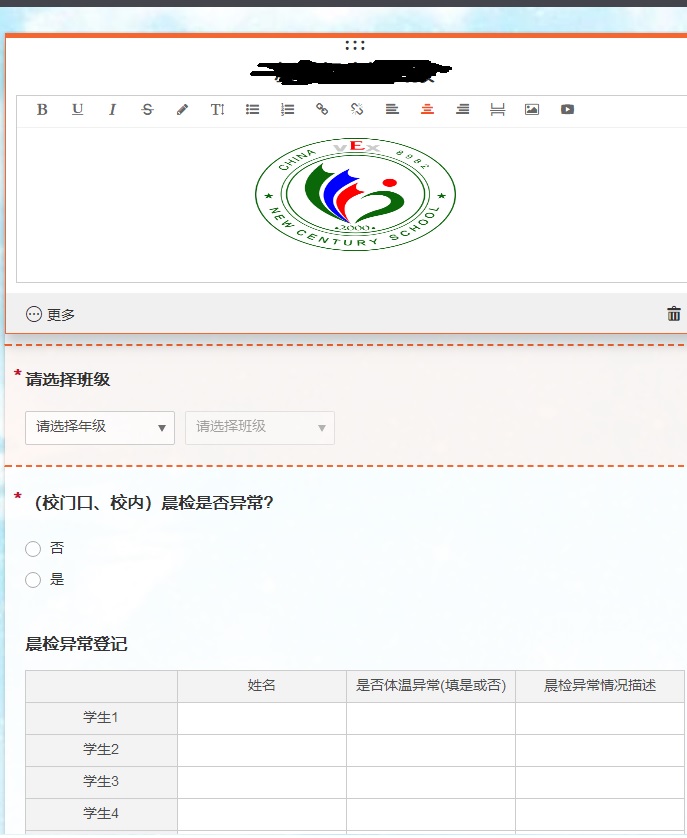 B U I S T
CHINA VEX 8982
NEW CENTURY SCHOOL
2000
更多
* 请选择班级
请选择年级 请选择班级
* （校门口、校内）晨检是否异常?
否
是
晨检异常登记
姓名 是否体温异常(填是或否) 晨检异常情况描述
学生1
学生2
学生3
学生4